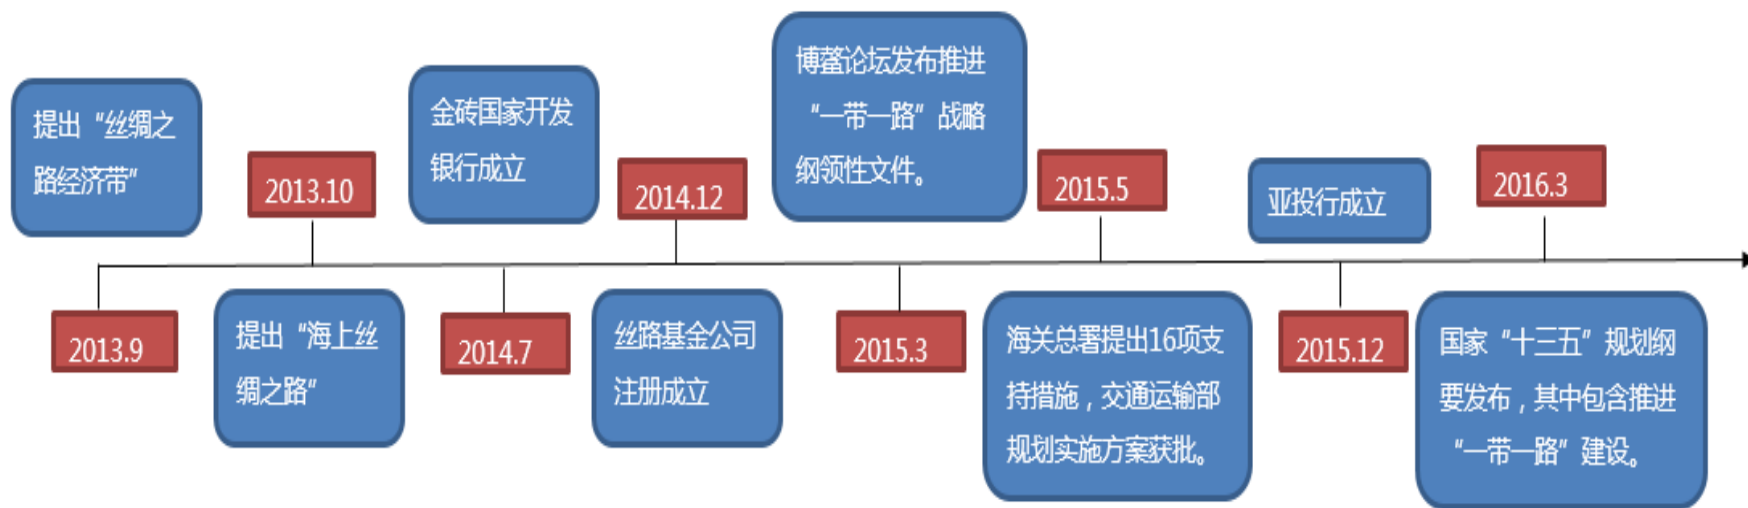 提出“丝绸之
路经济带”
2013.9
2013.10
提出“海上丝
绸之路”
金砖国家开发
银行成立
2014.7
2014.12
丝路基金公司
注册成立
博鳌论坛发布推进
“一带一路”战略
纲领性文件。
2015.3
2015.5
海关总署提出16项支
持措施，交通运输部
规划实施方案获批。
亚投行成立
2015.12
2016.3
国家“十三五”规划纲
要发布，其中包含推进
“一带一路”建设。